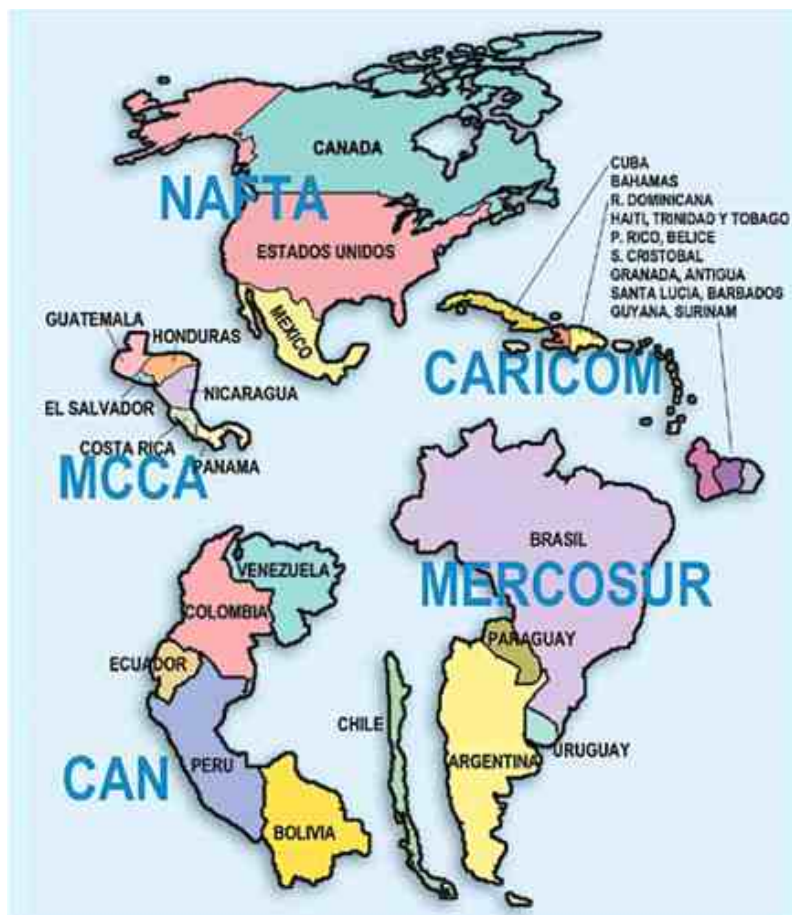 CANADA
NAFTA
ESTADOS UNIDOS
MEXICO
CUBA
BAHAMAS
R. DOMINICANA
HAITI, TRINIDAD Y TOBAGO
P. RICO, BELICE
S. CRISTOBAL
GRANADA, ANTIGUA
SANTA LUCIA, BARBADOS
GUYANA, SURINAM
CARICOM
GUATEMALA
HONDURAS
NICARAGUA
EL SALVADOR
COSTA RICA
PANAMA
MCCA
BRASIL
MERCOSUR
PARAGUAY
URUGUAY
ARGENTINA
CHILE
VENEZUELA
COLOMBIA
ECUADOR
PERU
CAN
BOLIVIA